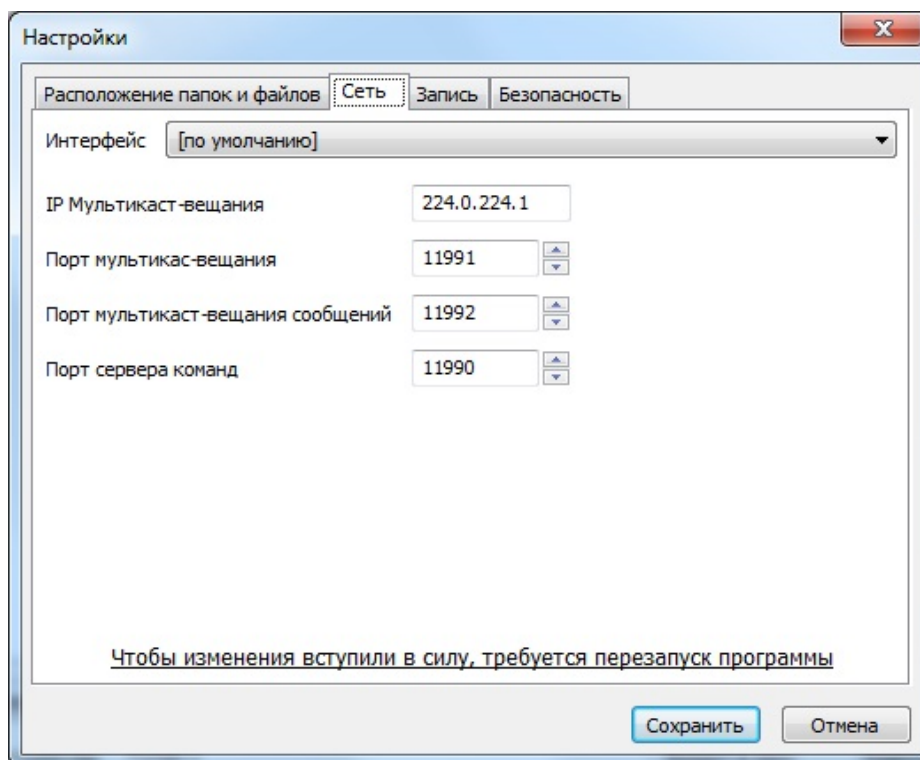 Настройки
Расположение папок и файлов Сеть Запись Безопасность
Интерфейс [по умолчанию]
IP Мультикаст-вещания 224.0.224.1
Порт мультикас-вещания 11991
Порт мультикаст-вещания сообщений 11992
Порт сервера команд 11990
Чтобы изменения вступили в силу, требуется перезапуск программы
Сохранить Отмена